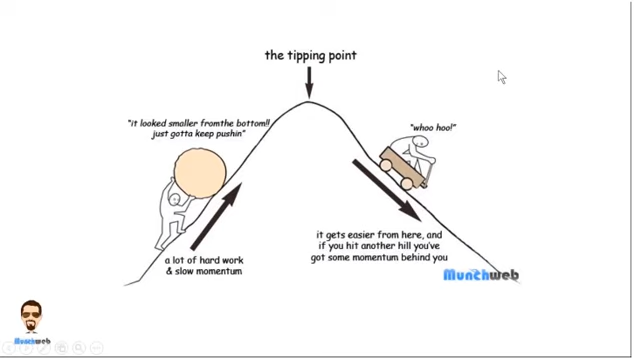 the tipping point
"it looked smaller fromthe bottom!!
just gotta keep pushin"
"whoo hoo!"
a lot of hard work
& slow momentum
it gets easier from here, and
if you hit another hill you've
got some momentum behind you
Munchweb
Munchweb